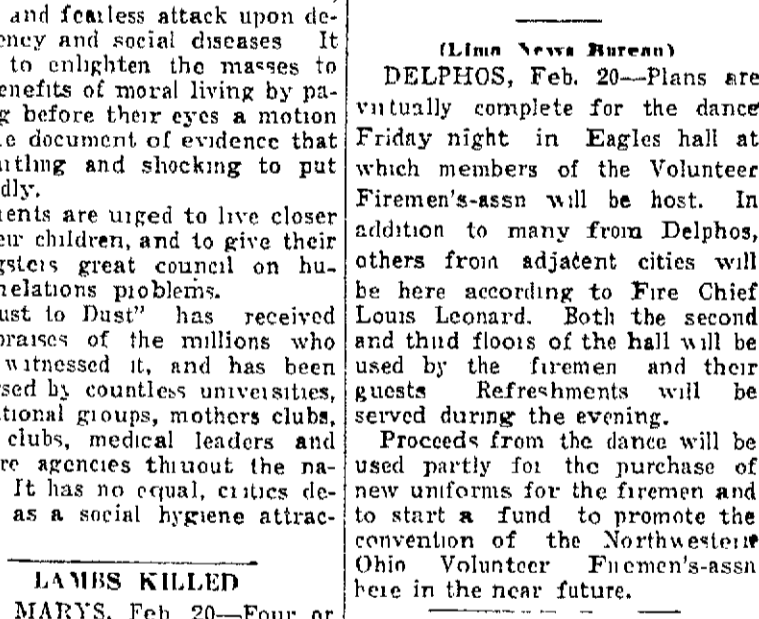 and fearless attack upon de-
ency and social diseases It
to enlighten the masses to
enefits of moral living by pa-
g before their eyes a motion
e document of evidence that
artling and shocking to put
dly.
ents are urged to live closer
eir children, and to give their
gsters great council on hu-
relations problems.
ust to Dust" has received
praises of the millions who
witnessed it, and has been
sed by countless universities,
tional groups, mothers clubs,
clubs, medical leaders and
re agencies thruout the na-
It has no equal, critics de-
as a social hygiene attrac-
LAMBS KILLED
MARYS, Feb. 20—Four or
(Lima News Bureau)
DELPHOS, Feb. 20—Plans are
virtually complete for the dance
Friday night in Eagles hall at
which members of the Volunteer
Firemen's-assn will be host. In
addition to many from Delphos,
others from adjacent cities will
be here according to Fire Chief
Louis Leonard. Both the second
and third floors of the hall will be
used by the firemen and their
guests Refreshments will be
served during the evening.
Proceeds from the dance will be
used partly for the purchase of
new uniforms for the firemen and
to start a fund to promote the
convention of the Northwestern
Ohio Volunteer Firemen's-assn
here in the near future.